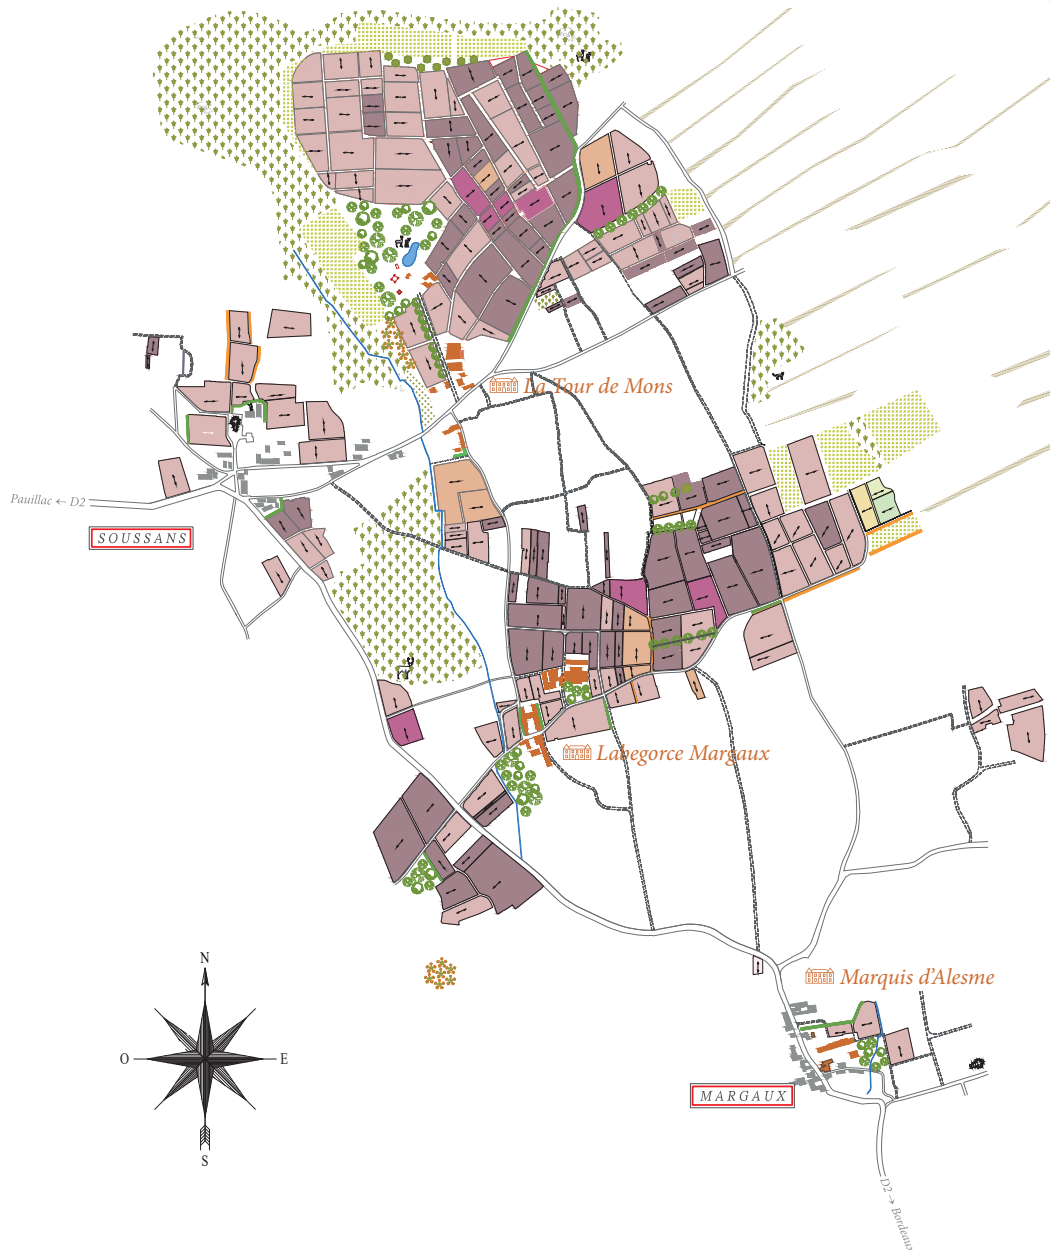 La Tour de Mons
Pauillac ← D2
SOUSSANS
Labegorce Margaux
N
O
E
S
Marquis d'Alesme
MARGAUX
D2 → Bordeaux